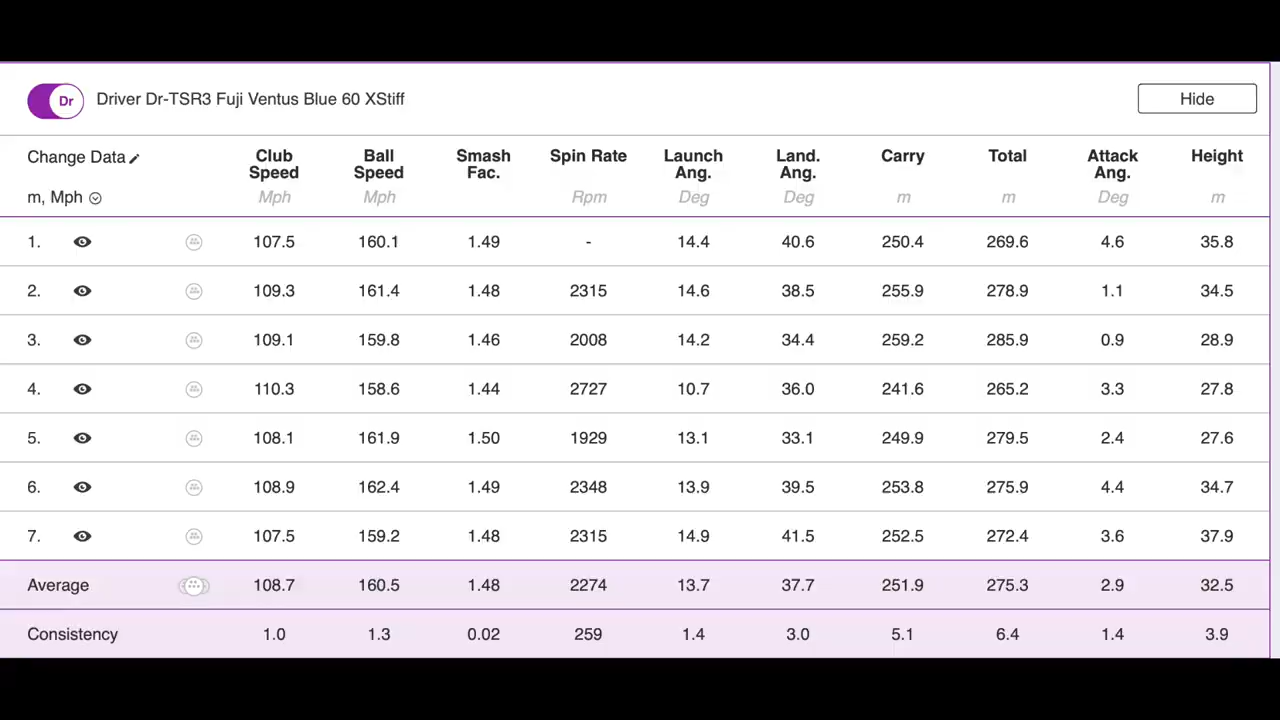 Dr Driver Dr-TSR3 Fuji Ventus Blue 60 XStiff Hide
Change Data Club Speed Ball Speed Smash Fac. Spin Rate Launch Ang. Land. Ang. Carry Total Attack Ang. Height
m, Mph Mph Mph Rpm Deg Deg m m Deg m
1. 107.5 160.1 1.49 - 14.4 40.6 250.4 269.6 4.6 35.8
2. 109.3 161.4 1.48 2315 14.6 38.5 255.9 278.9 1.1 34.5
3. 109.1 159.8 1.46 2008 14.2 34.4 259.2 285.9 0.9 28.9
4. 110.3 158.6 1.44 2727 10.7 36.0 241.6 265.2 3.3 27.8
5. 108.1 161.9 1.50 1929 13.1 33.1 249.9 279.5 2.4 27.6
6. 108.9 162.4 1.49 2348 13.9 39.5 253.8 275.9 4.4 34.7
7. 107.5 159.2 1.48 2315 14.9 41.5 252.5 272.4 3.6 37.9
Average 108.7 160.5 1.48 2274 13.7 37.7 251.9 275.3 2.9 32.5
Consistency 1.0 1.3 0.02 259 1.4 3.0 5.1 6.4 1.4 3.9